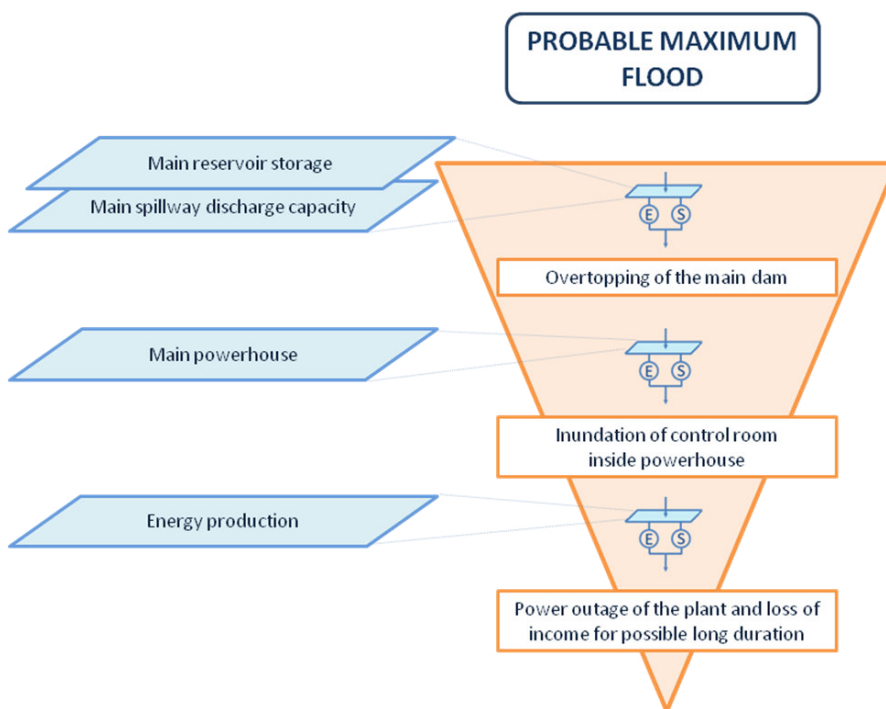 PROBABLE MAXIMUM
FLOOD
Main reservoir storage
Main spillway discharge capacity
E S
Overtopping of the main dam
Main powerhouse
E S
Inundation of control room
inside powerhouse
Energy production
E S
Power outage of the plant and loss of
income for possible long duration